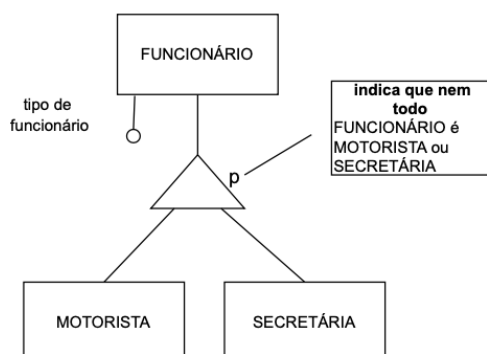 FUNCIONÁRIO
tipo de
funcionário
p
indica que nem
todo
FUNCIONÁRIO é
MOTORISTA ou
SECRETÁRIA
MOTORISTA
SECRETÁRIA